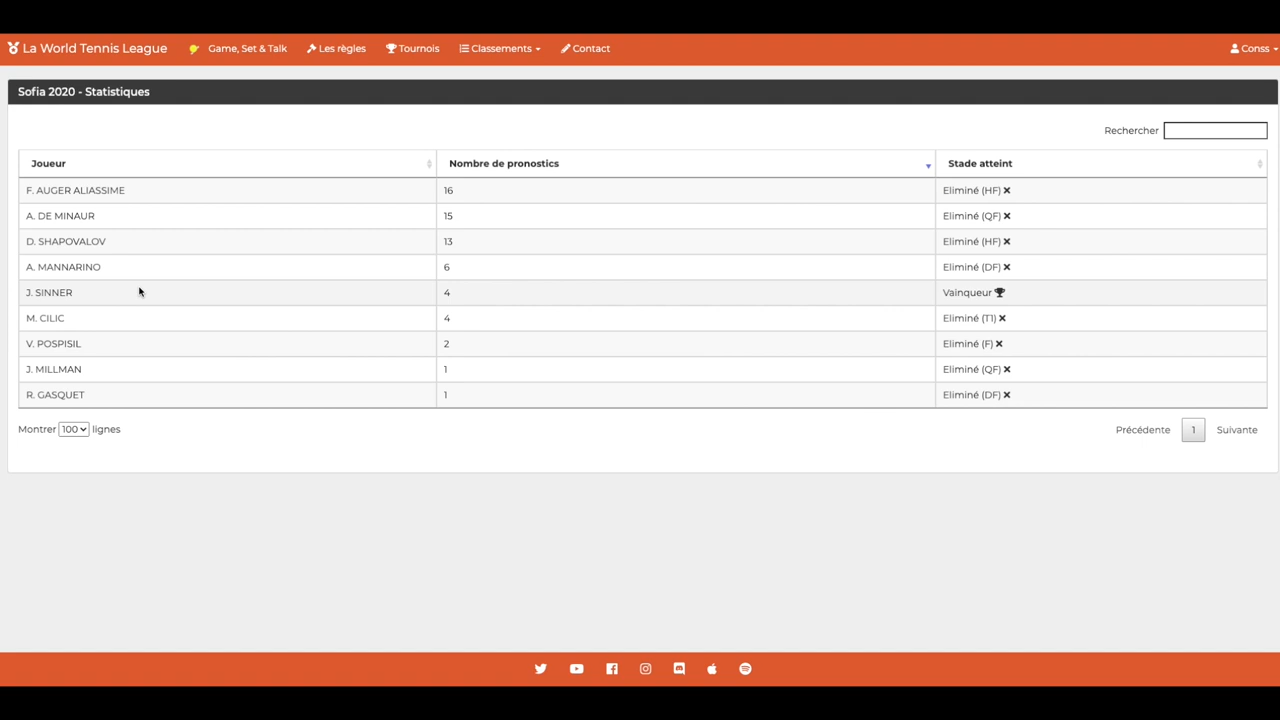 La World Tennis League Game, Set & Talk Les règles Tournois Classements Contact Conss
Sofia 2020 - Statistiques
Rechercher
Joueur Nombre de pronostics Stade atteint
F. AUGER ALIASSIME 16 Eliminé (HF)
A. DE MINAUR 15 Eliminé (QF)
D. SHAPOVALOV 13 Eliminé (HF)
A. MANNARINO 6 Eliminé (DF)
J. SINNER 4 Vainqueur
M. CILIC 4 Eliminé (T1)
V. POSPISIL 2 Eliminé (F)
J. MILLMAN 1 Eliminé (QF)
R. GASQUET 1 Eliminé (DF)
Montrer 100 lignes Précédente 1 Suivante